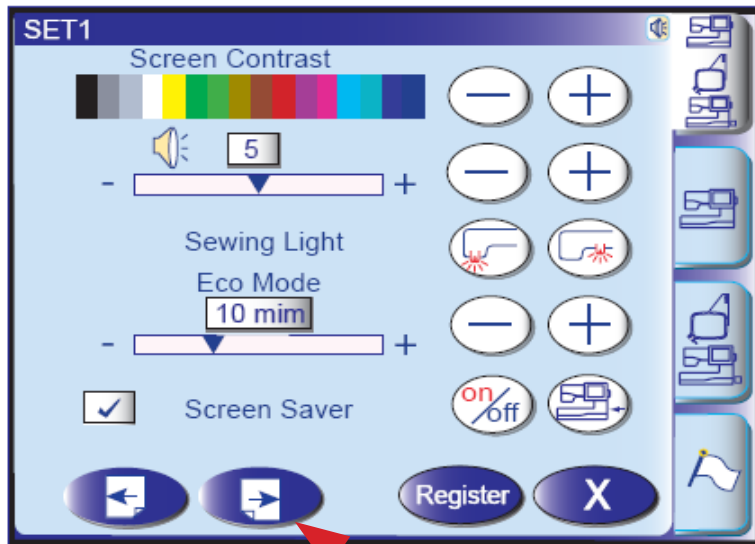 SET1
Screen Contrast
5
- +
Sewing Light
Eco Mode
10 mim
- +
Screen Saver
on/off
Register X